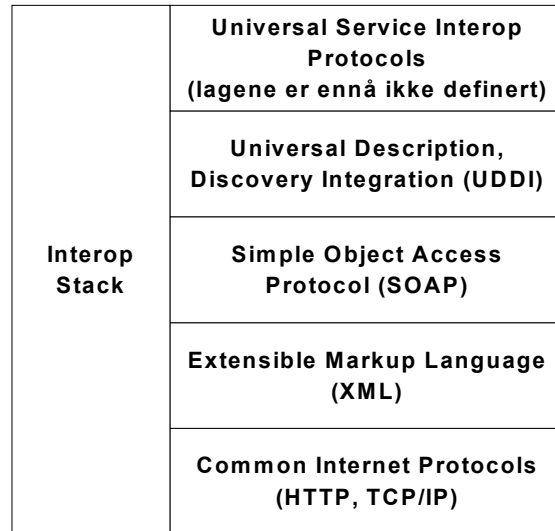 Universal Service Interop
Protocols
(lagene er ennå ikke definert)
Universal Description,
Discovery Integration (UDDI)
Interop
Stack
Simple Object Access
Protocol (SOAP)
Extensible Markup Language
(XML)
Common Internet Protocols
(HTTP, TCP/IP)